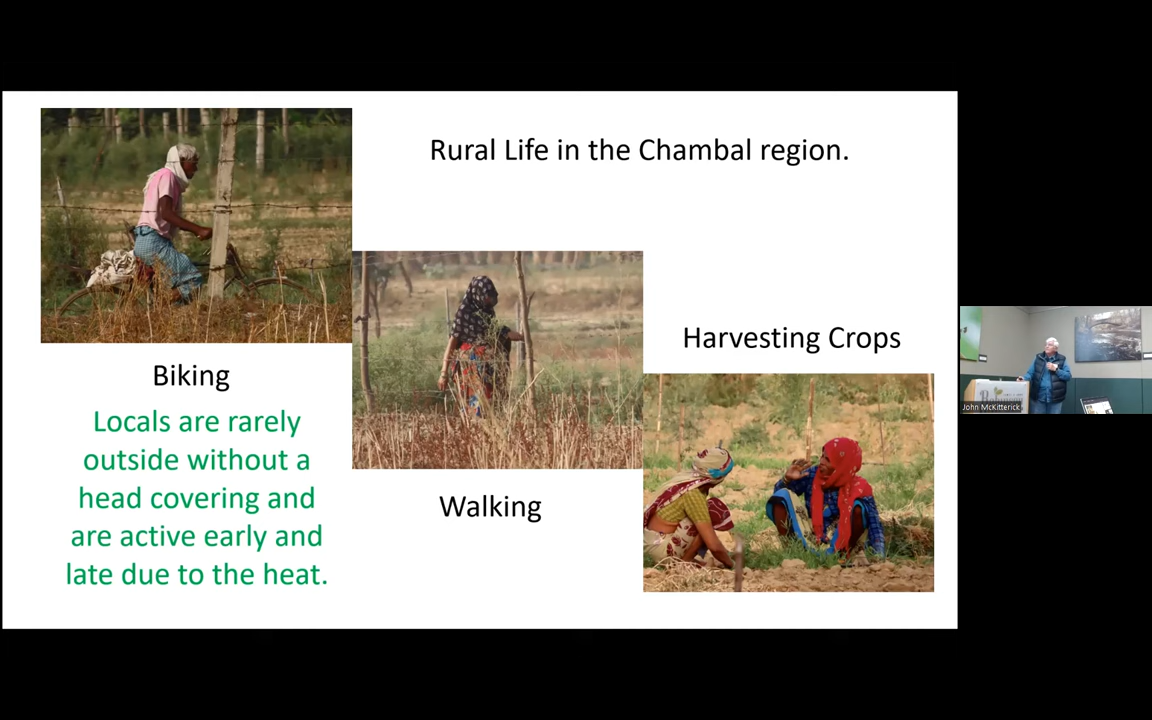 Rural Life in the Chambal region.
Biking
Locals are rarely
outside without a
head covering and
are active early and
late due to the heat.
Walking
Harvesting Crops
John McKitterick